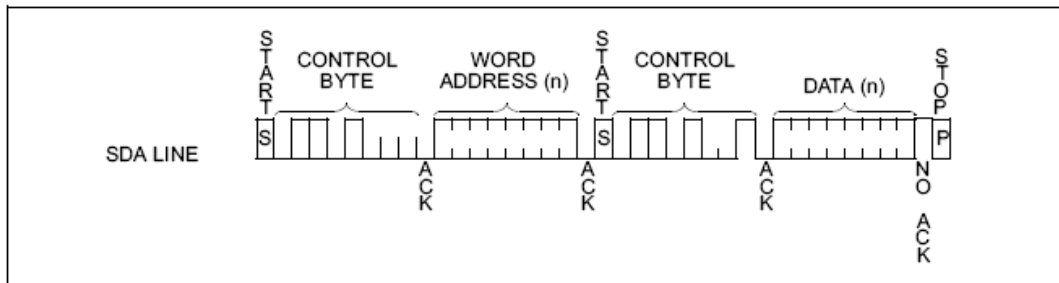 START
CONTROL
BYTE
WORD
ADDRESS (n)
START
CONTROL
BYTE
DATA (n)
STOP
SDA LINE
S
S
P
ACK
ACK
ACK
NO ACK